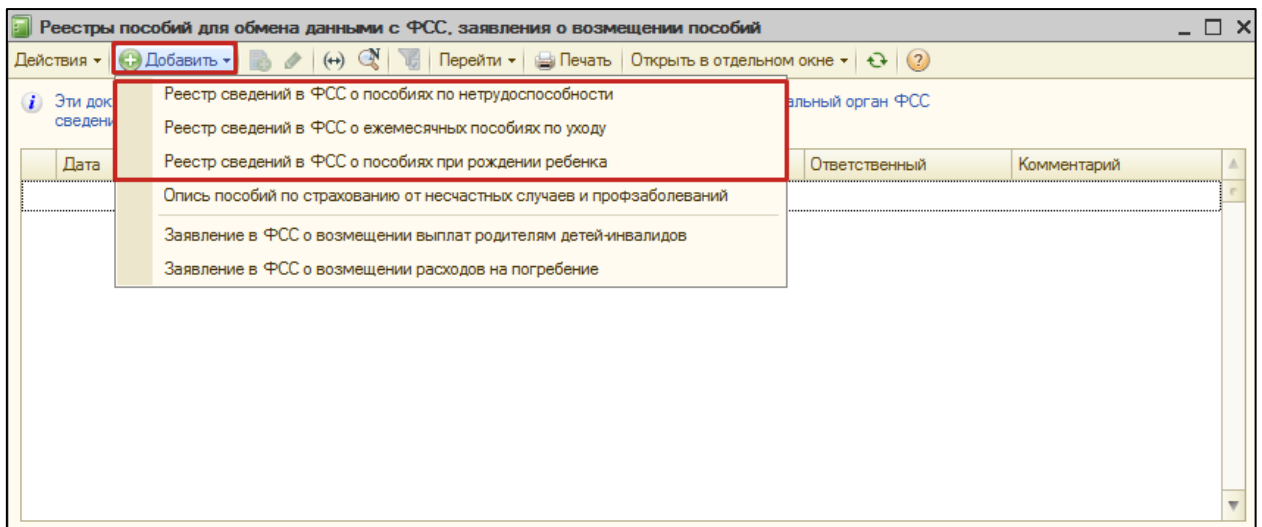 Реестры пособий для обмена данными с ФСС, заявления о возмещении пособий
Действия Добавить Перейти Печать Открыть в отдельном окне
Эти док альный орган ФСС
сведени
Реестр сведений в ФСС о пособиях по нетрудоспособности
Реестр сведений в ФСС о ежемесячных пособиях по уходу
Реестр сведений в ФСС о пособиях при рождении ребенка
Дата Ответственный Комментарий
Опись пособий по страхованию от несчастных случаев и профзаболеваний
Заявление в ФСС о возмещении выплат родителям детей-инвалидов
Заявление в ФСС о возмещении расходов на погребение